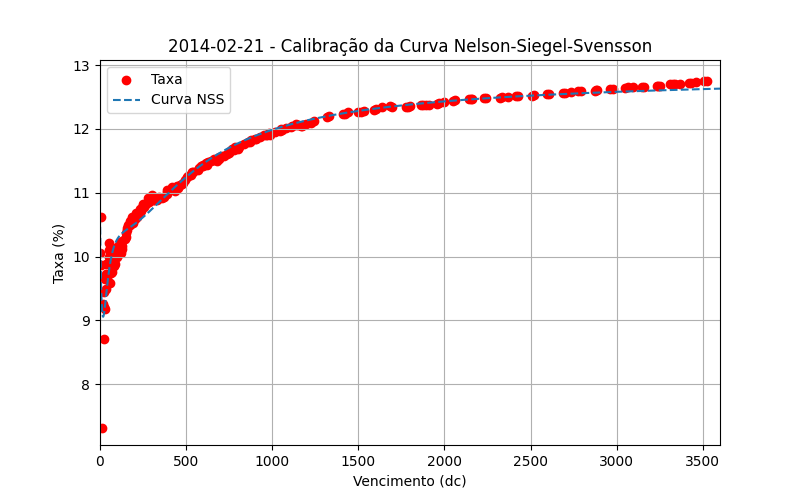 2014-02-21 - Calibração da Curva Nelson-Siegel-Svensson
Taxa
Curva NSS
Taxa (%)
13
12
11
10
9
8
0 500 1000 1500 2000 2500 3000 3500
Vencimento (dc)